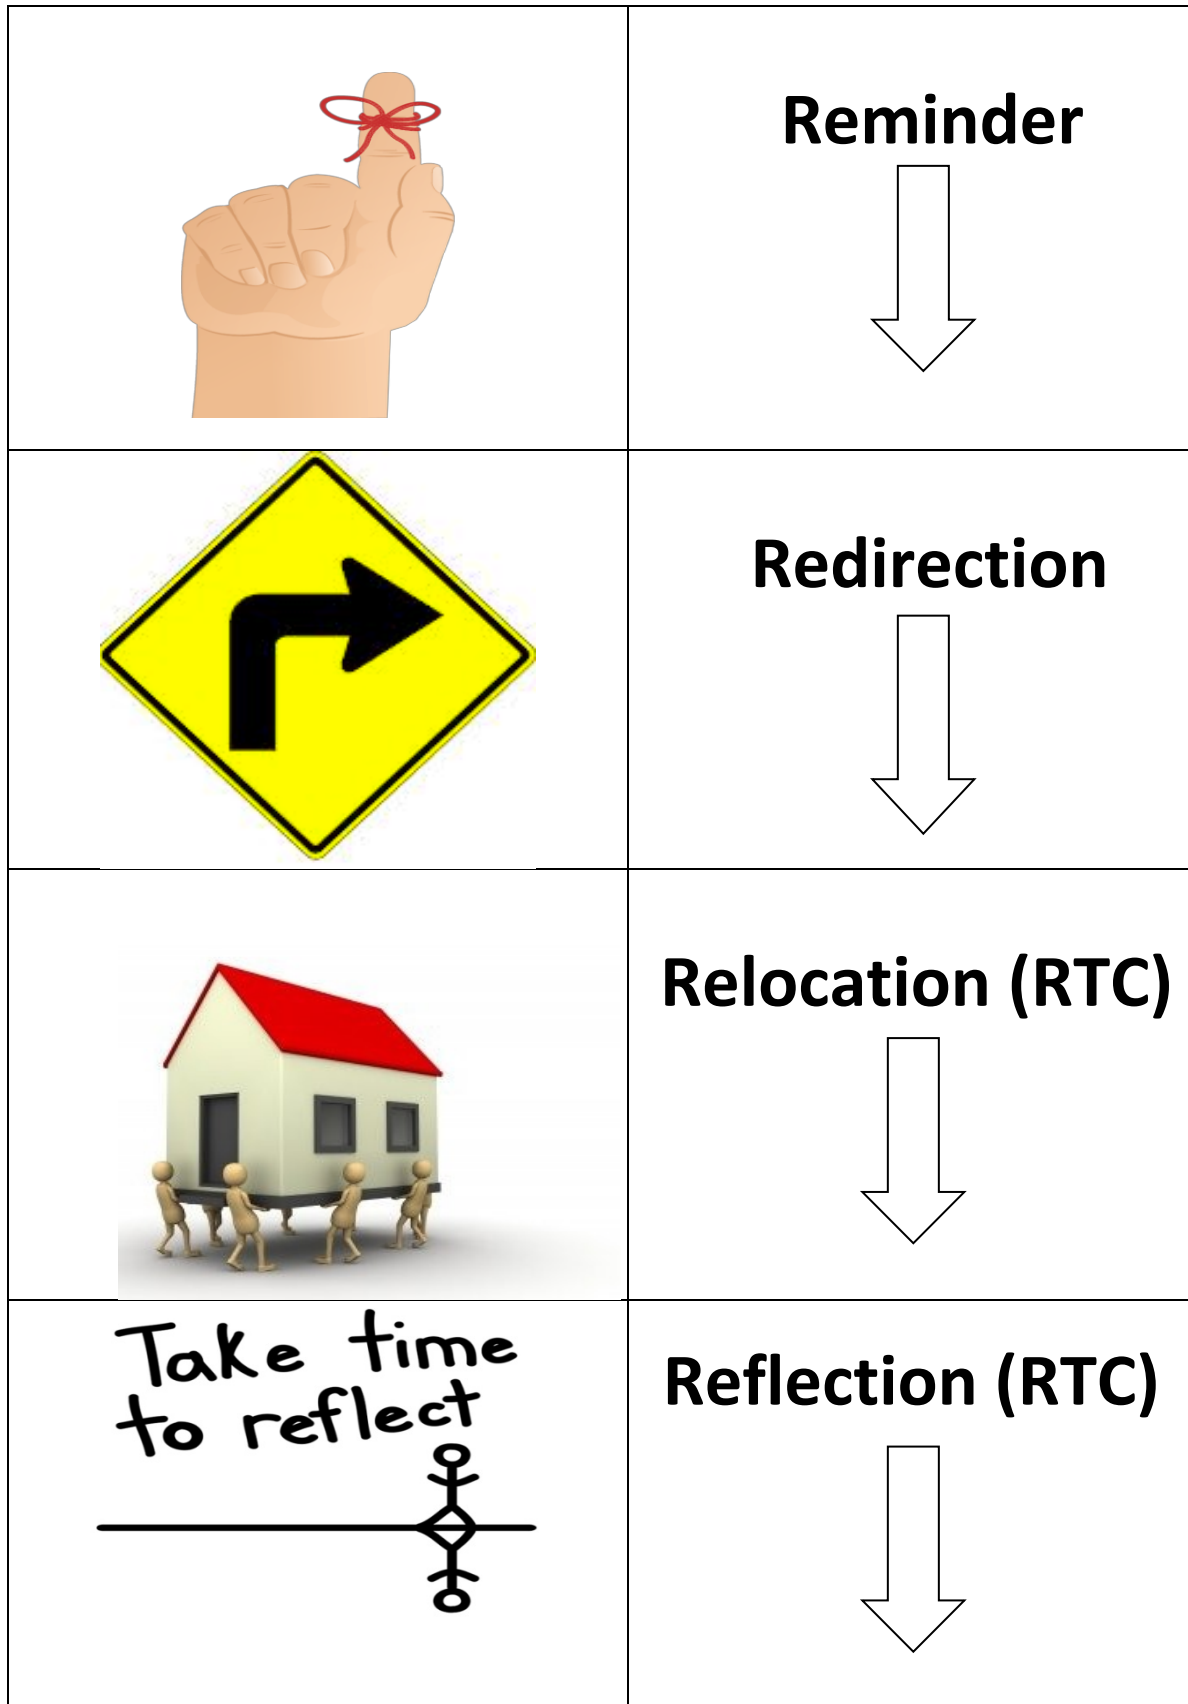 Reminder
Redirection
Relocation (RTC)
Take time
to reflect
Reflection (RTC)